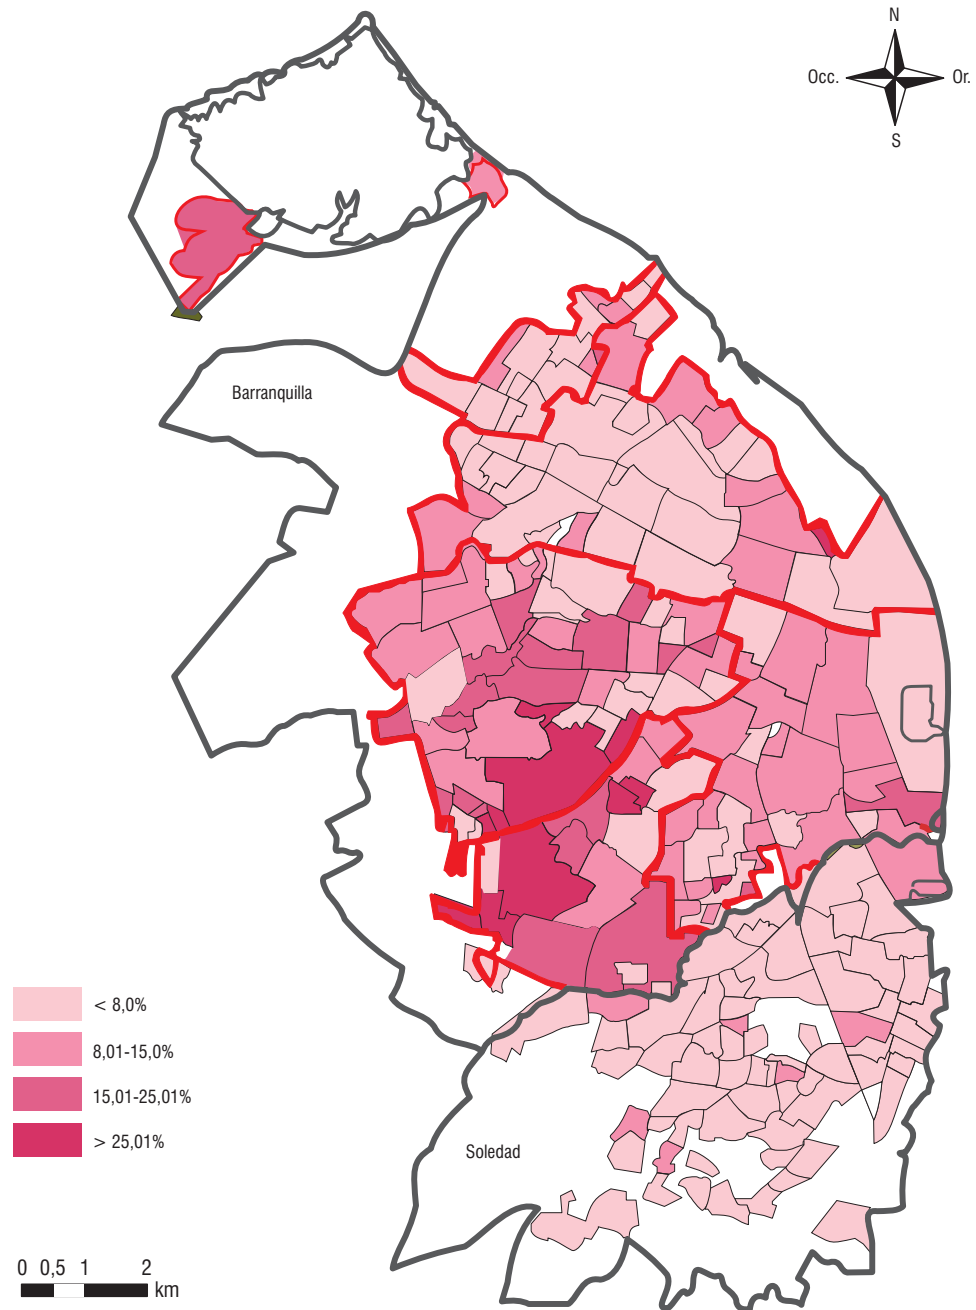 N
Occ.
Or.
S
Barranquilla
< 8,0%
8,01-15,0%
15,01-25,01%
> 25,01%
Soledad
0 0,5 1 2
km